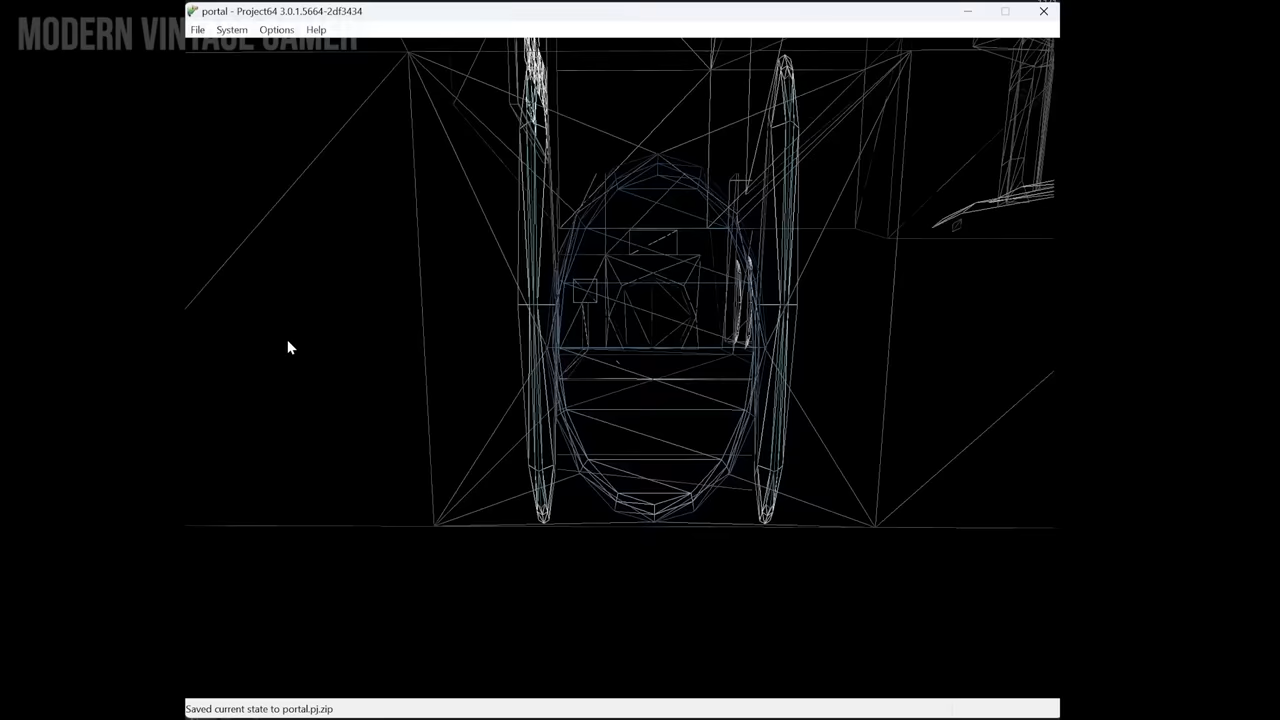 MODERN VINTAGE GAMER
portal - Project64 3.0.1.5664-2df3434
File System Options Help
Saved current state to portal.pj.zip